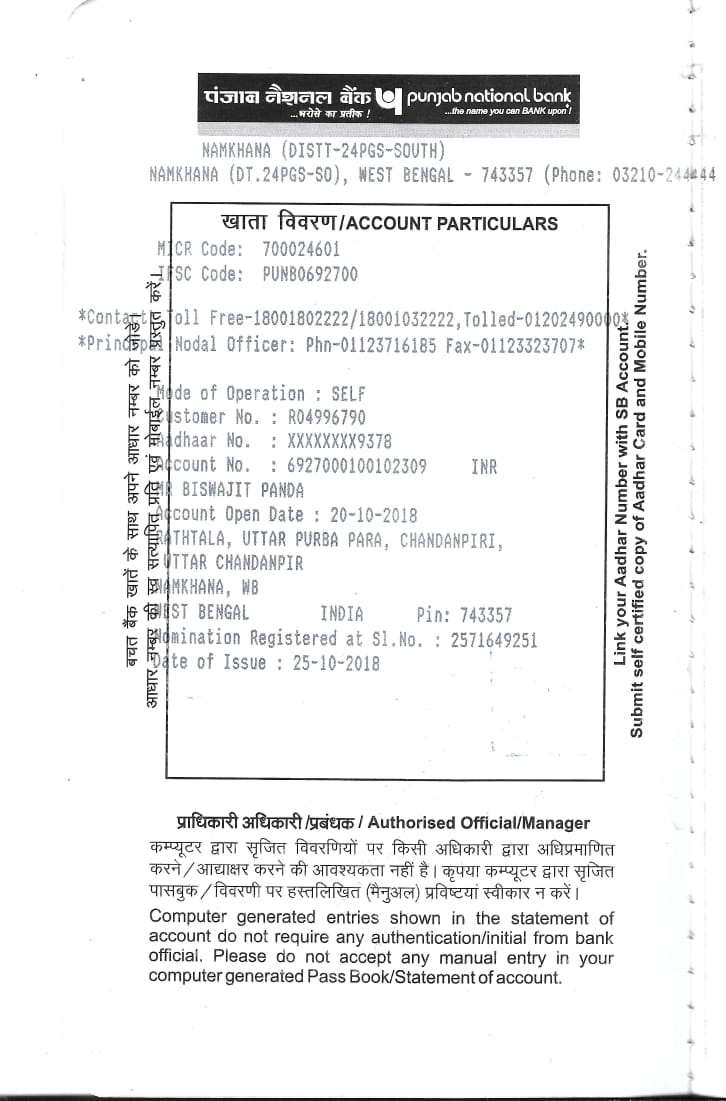 पंजाब नैशनल बैंक punjab national bank
...भरोसे का प्रतीक ! ...the name you can BANK upon !
NAMKHANA (DISTT-24PGS-SOUTH)
NAMKHANA (DT.24PGS-SO), WEST BENGAL - 743357 (Phone: 03210-244444
खाता विवरण/ACCOUNT PARTICULARS
MICR Code: 700024601
IFSC Code: PUNB0692700
*Contact Toll Free-18001802222/18001032222,Tolled-01202490000*
*Principal Nodal Officer: Phn-01123716185 Fax-01123323707*
Mode of Operation : SELF
Customer No. : R04996790
Aadhaar No. : XXXXXXXX9378
Account No. : 6927000100102309 INR
MR BISWAJIT PANDA
Account Open Date : 20-10-2018
RATHTALA, UTTAR PURBA PARA, CHANDANPIRI,
UTTAR CHANDANPIR
NAMKHANA, WB
WEST BENGAL INDIA Pin: 743357
Nomination Registered at Sl.No. : 2571649251
Date of Issue : 25-10-2018
बचत बैंक खातें के साथ अपने आधार नम्बर को जोडे।
आधार नम्बर की स्व सत्यापित प्रति एवं मोबाईल नम्बर प्रस्तुत करें।
Link your Aadhar Number with SB Account.
Submit self certified copy of Aadhar Card and Mobile Number.
प्राधिकारी अधिकारी/प्रबंधक / Authorised Official/Manager
कम्प्यूटर द्वारा सृजित विवरणियों पर किसी अधिकारी द्वारा अधिप्रमाणित
करने/आद्याक्षर करने की आवश्यकता नहीं है। कृपया कम्प्यूटर द्वारा सृजित
पासबुक/विवरणी पर हस्तलिखित (मैनुअल) प्रविष्टयां स्वीकार न करें।
Computer generated entries shown in the statement of
account do not require any authentication/initial from bank
official. Please do not accept any manual entry in your
computer generated Pass Book/Statement of account.